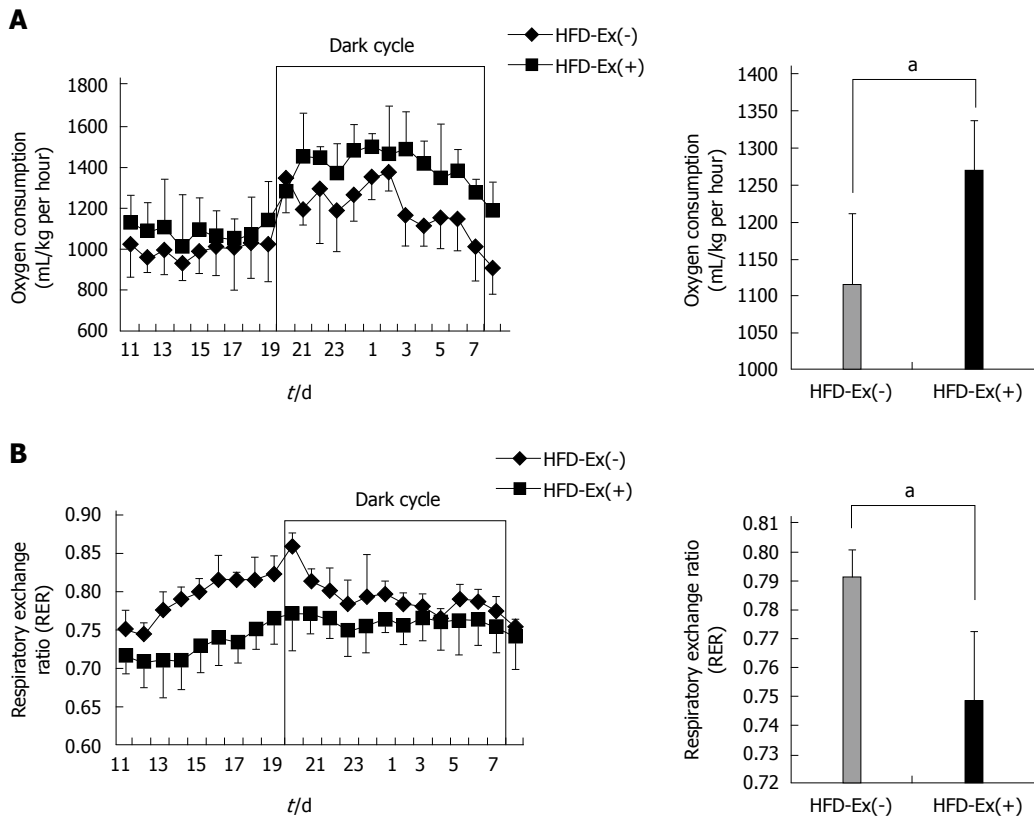 A
Dark cycle
HFD-Ex(-)
HFD-Ex(+)
Oxygen consumption
(mL/kg per hour)
1800
1600
1400
1200
1000
800
600
11 13 15 17 19 21 23 1 3 5 7
t/d
a
Oxygen consumption
(mL/kg per hour)
1400
1350
1300
1250
1200
1150
1100
1050
1000
HFD-Ex(-) HFD-Ex(+)
B
HFD-Ex(-)
HFD-Ex(+)
Dark cycle
Respiratory exchange
ratio (RER)
0.90
0.85
0.80
0.75
0.70
0.65
0.60
11 13 15 17 19 21 23 1 3 5 7
t/d
a
Respiratory exchange ratio
(RER)
0.81
0.80
0.79
0.78
0.77
0.76
0.75
0.74
0.73
0.72
HFD-Ex(-) HFD-Ex(+)